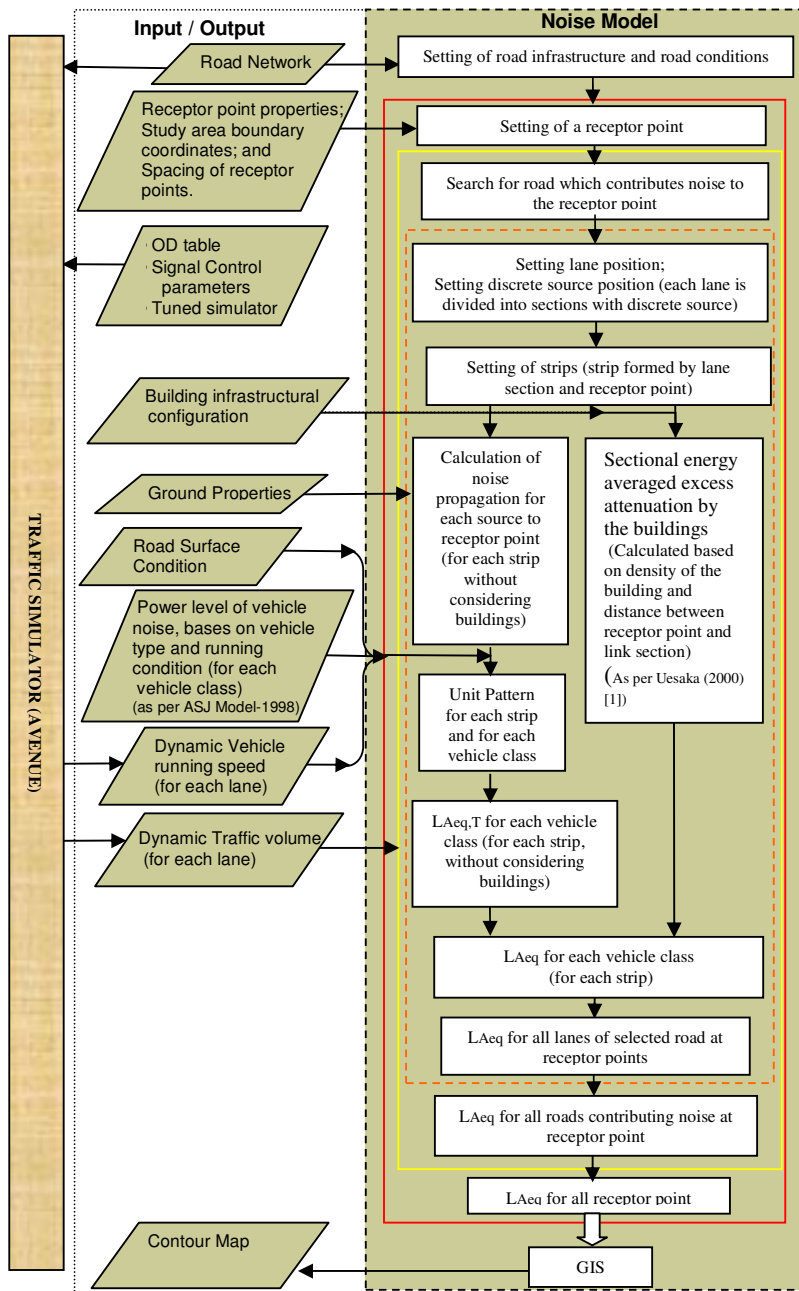 Input / Output
Noise Model
Road Network
Setting of road infrastructure and road conditions
Receptor point properties;
Study area boundary
coordinates; and
Spacing of receptor
points.
Setting of a receptor point
Search for road which contributes noise to
the receptor point
· OD table
· Signal Control
parameters
· Tuned simulator
Setting lane position;
Setting discrete source position (each lane is
divided into sections with discrete source)
Setting of strips (strip formed by lane
section and receptor point)
Building infrastructural
configuration
Calculation of
noise
propagation for
each source to
receptor point
(for each strip
without
considering
buildings)
Sectional energy
averaged excess
attenuation by
the buildings
(Calculated based
on density of the
building and
distance between
receptor point and
link section)
(As per Uesaka (2000)
[1])
Ground Properties
Road Surface
Condition
Power level of vehicle
noise, bases on vehicle
type and running
condition (for each
vehicle class)
(as per ASJ Model-1998)
Unit Pattern
for each strip
and for each
vehicle class
Dynamic Vehicle
running speed
(for each lane)
Dynamic Traffic volume
(for each lane)
LAeq,T for each vehicle
class (for each strip,
without considering
buildings)
TRAFFIC SIMULATOR (AVENUE)
LAeq for each vehicle class
(for each strip)
LAeq for all lanes of selected road at
receptor points
LAeq for all roads contributing noise at
receptor point
LAeq for all receptor point
Contour Map
GIS